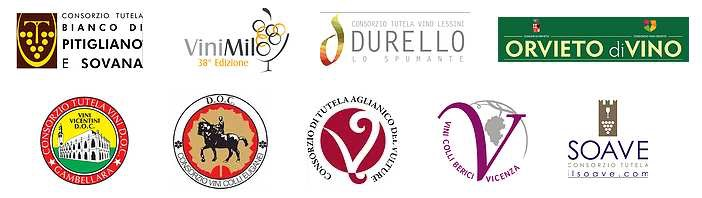 CONSORZIO TUTELA
BIANCO DI
PITIGLIANO
E SOVANA
ViniMilo
38° Edizione
CONSORZIO TUTELA VINO LESSINI
DURELLO
LO SPUMANTE
ORVIETO diVINO
CONSORZIO TUTELA VINI D.O.C.
VINI
VICENTINI
D.O.C.
GAMBELLARA
D.O.C.
CONSORZIO VINI COLLI EUGANEI
CONSORZIO DI TUTELA AGLIANICO DEL VULTURE
VINI COLLI BERICI
VICENZA
SOAVE
CONSORZIO TUTELA
ilsoave.com